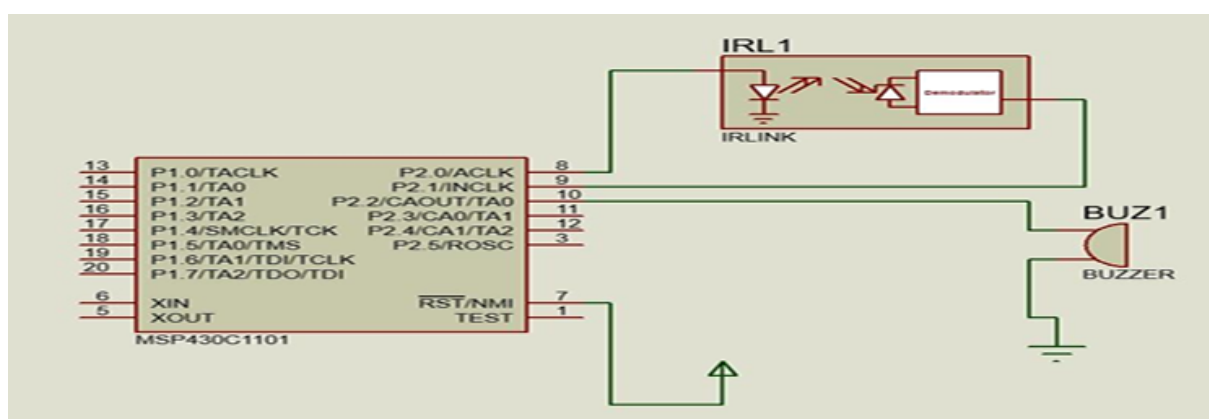 IRL1
Demodulator
IRLINK
13 P1.0/TACLK P2.0/ACLK 8
14 P1.1/TA0 P2.1/INCLK 9
15 P1.2/TA1 P2.2/CAOUT/TA0 10
16 P1.3/TA2 P2.3/CA0/TA1 11
17 P1.4/SMCLK/TCK P2.4/CA1/TA2 12
18 P1.5/TA0/TMS P2.5/ROSC 3
19 P1.6/TA1/TDI/TCLK
20 P1.7/TA2/TDO/TDI
6 XIN RST/NMI 7
5 XOUT TEST 1
MSP430C1101
BUZ1
BUZZER